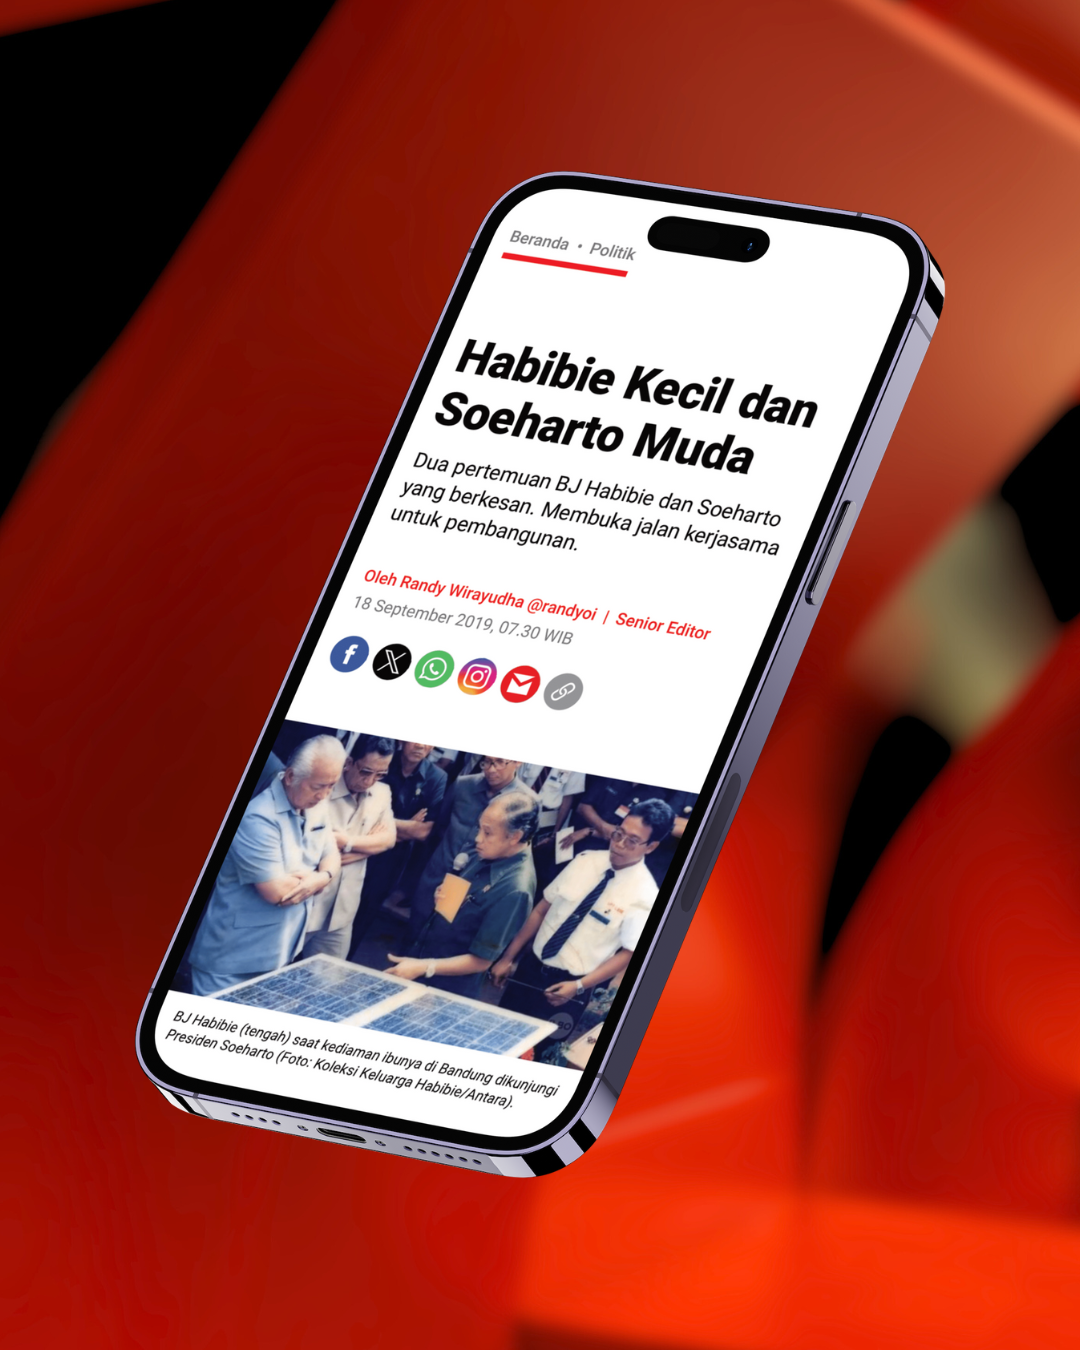 Beranda • Politik
Habibie Kecil dan
Soeharto Muda
Dua pertemuan BJ Habibie dan Soeharto
yang berkesan. Membuka jalan kerjasama
untuk pembangunan.
Oleh Randy Wirayudha @randyoi | Senior Editor
18 September 2019, 07.30 WIB
BJ Habibie (tengah) saat kediaman ibunya di Bandung dikunjungi
Presiden Soeharto (Foto: Koleksi Keluarga Habibie/Antara).